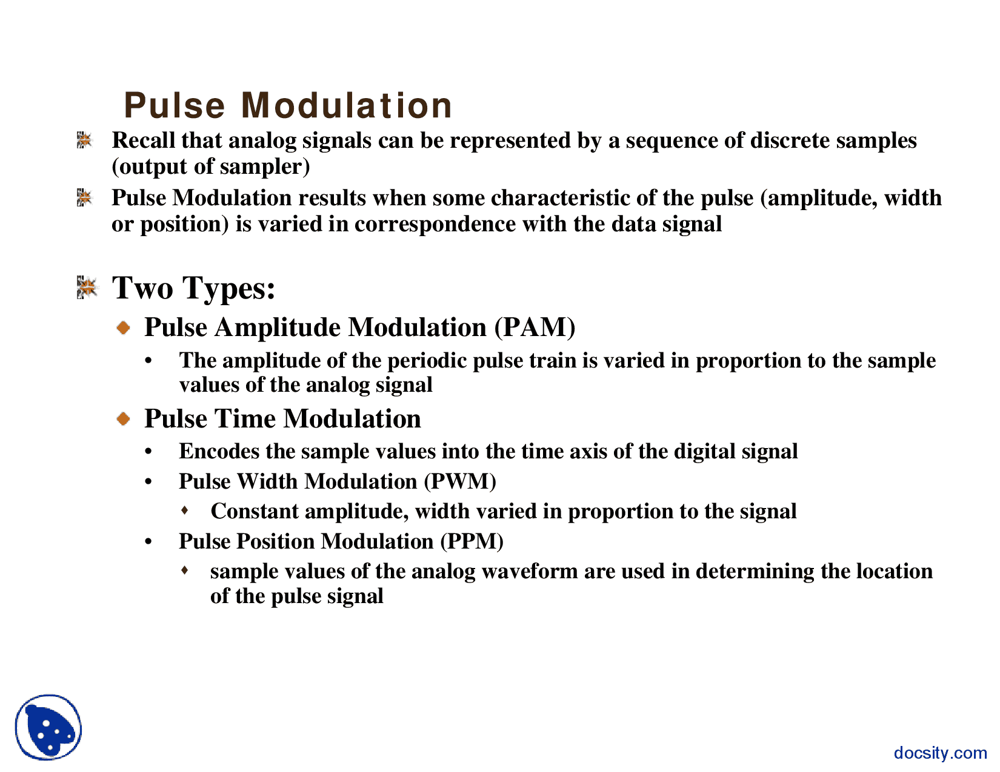 Pulse Modulation
Recall that analog signals can be represented by a sequence of discrete samples
(output of sampler)
Pulse Modulation results when some characteristic of the pulse (amplitude, width
or position) is varied in correspondence with the data signal
Two Types:
Pulse Amplitude Modulation (PAM)
• The amplitude of the periodic pulse train is varied in proportion to the sample
values of the analog signal
Pulse Time Modulation
• Encodes the sample values into the time axis of the digital signal
• Pulse Width Modulation (PWM)
Constant amplitude, width varied in proportion to the signal
• Pulse Position Modulation (PPM)
sample values of the analog waveform are used in determining the location
of the pulse signal
docsity.com